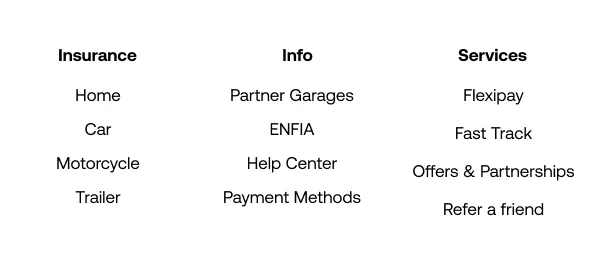 Insurance
Home
Car
Motorcycle
Trailer
Info
Partner Garages
ENFIA
Help Center
Payment Methods
Services
Flexipay
Fast Track
Offers & Partnerships
Refer a friend